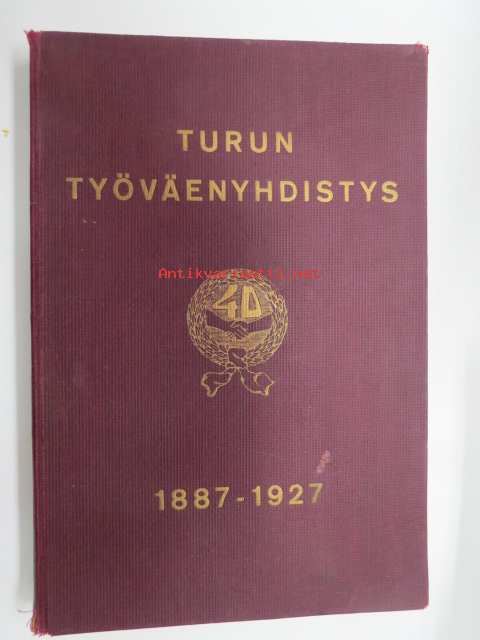 TURUN
TYÖVÄENYHDISTYS
Antikvariaatti.net
40
1887-1927